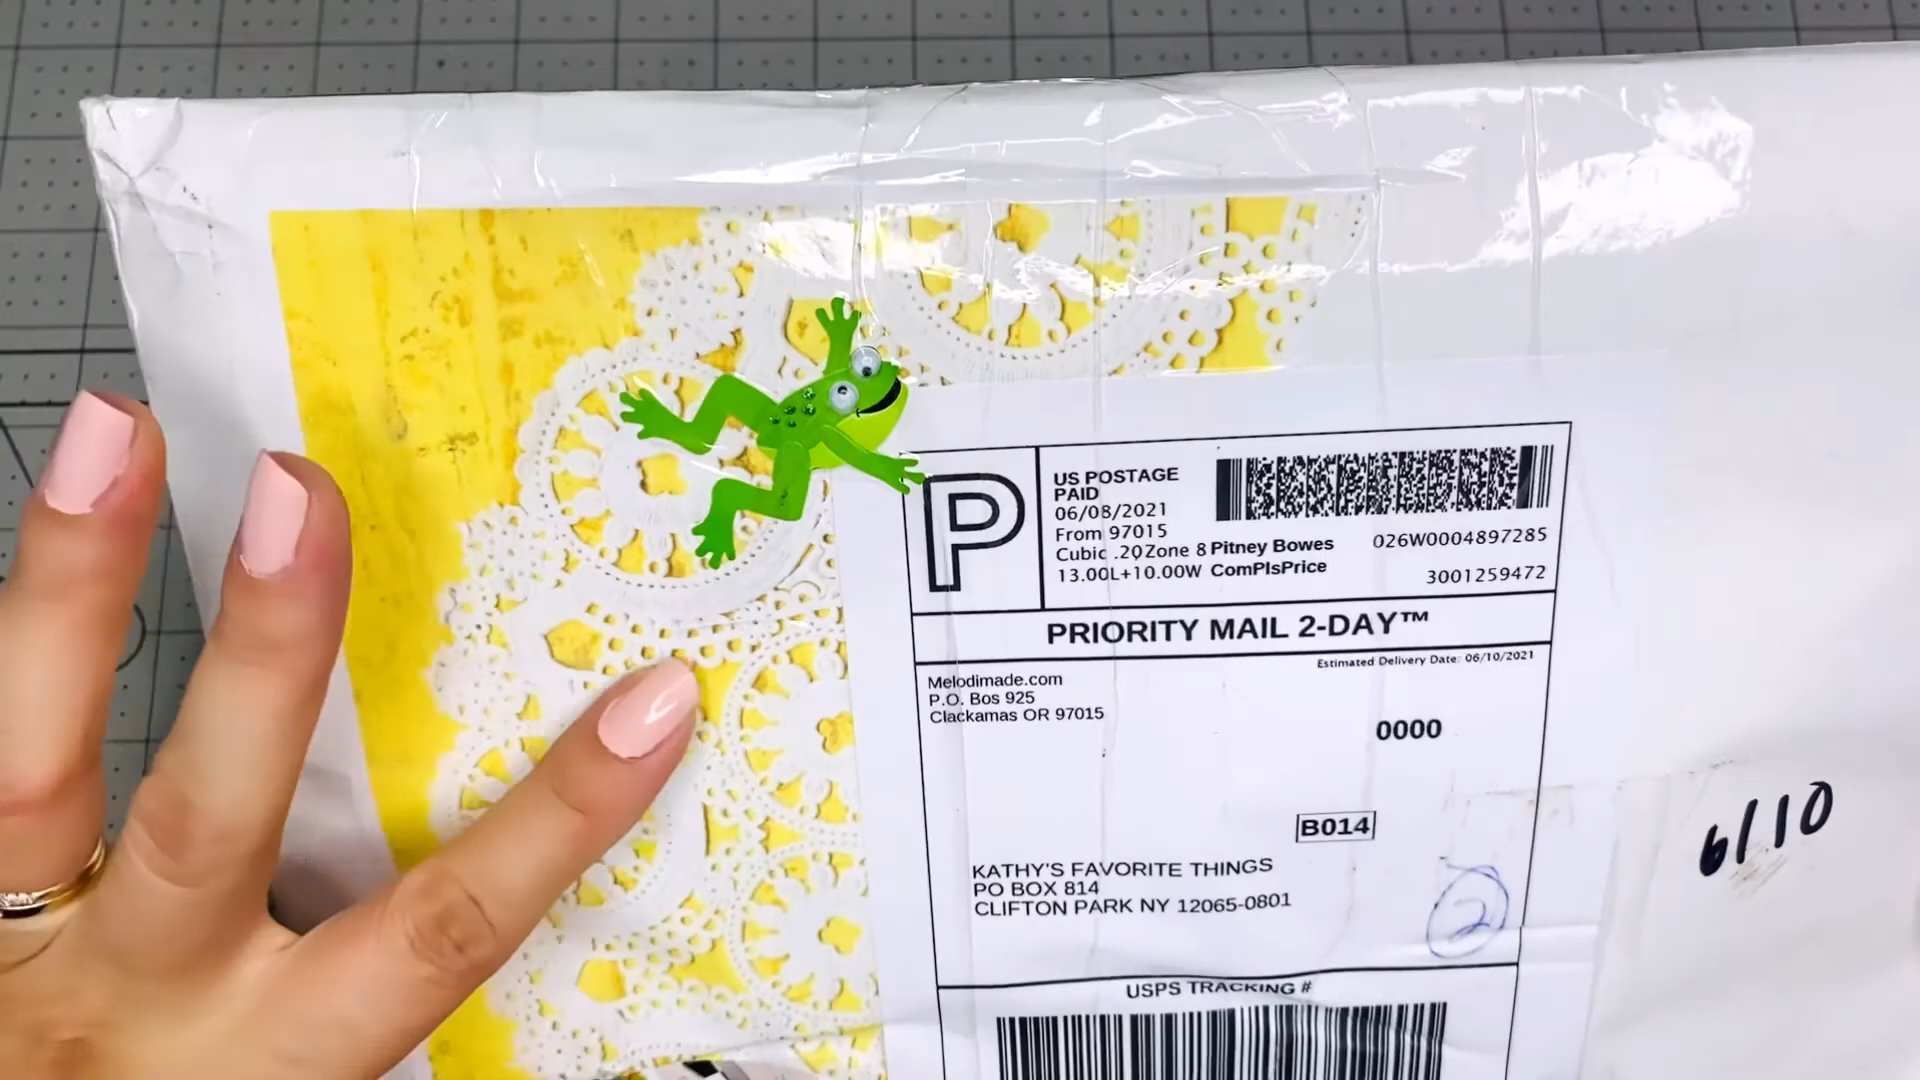 P
US POSTAGE
PAID
06/08/2021
From 97015
Cubic .20Zone 8 Pitney Bowes
13.00L+10.00W ComPlsPrice
026W0004897285
3001259472
PRIORITY MAIL 2-DAY™
Estimated Delivery Date: 06/10/2021
Melodimade.com
P.O. Bos 925
Clackamas OR 97015
0000
B014
6/10
KATHY'S FAVORITE THINGS
PO BOX 814
CLIFTON PARK NY 12065-0801
2
USPS TRACKING #